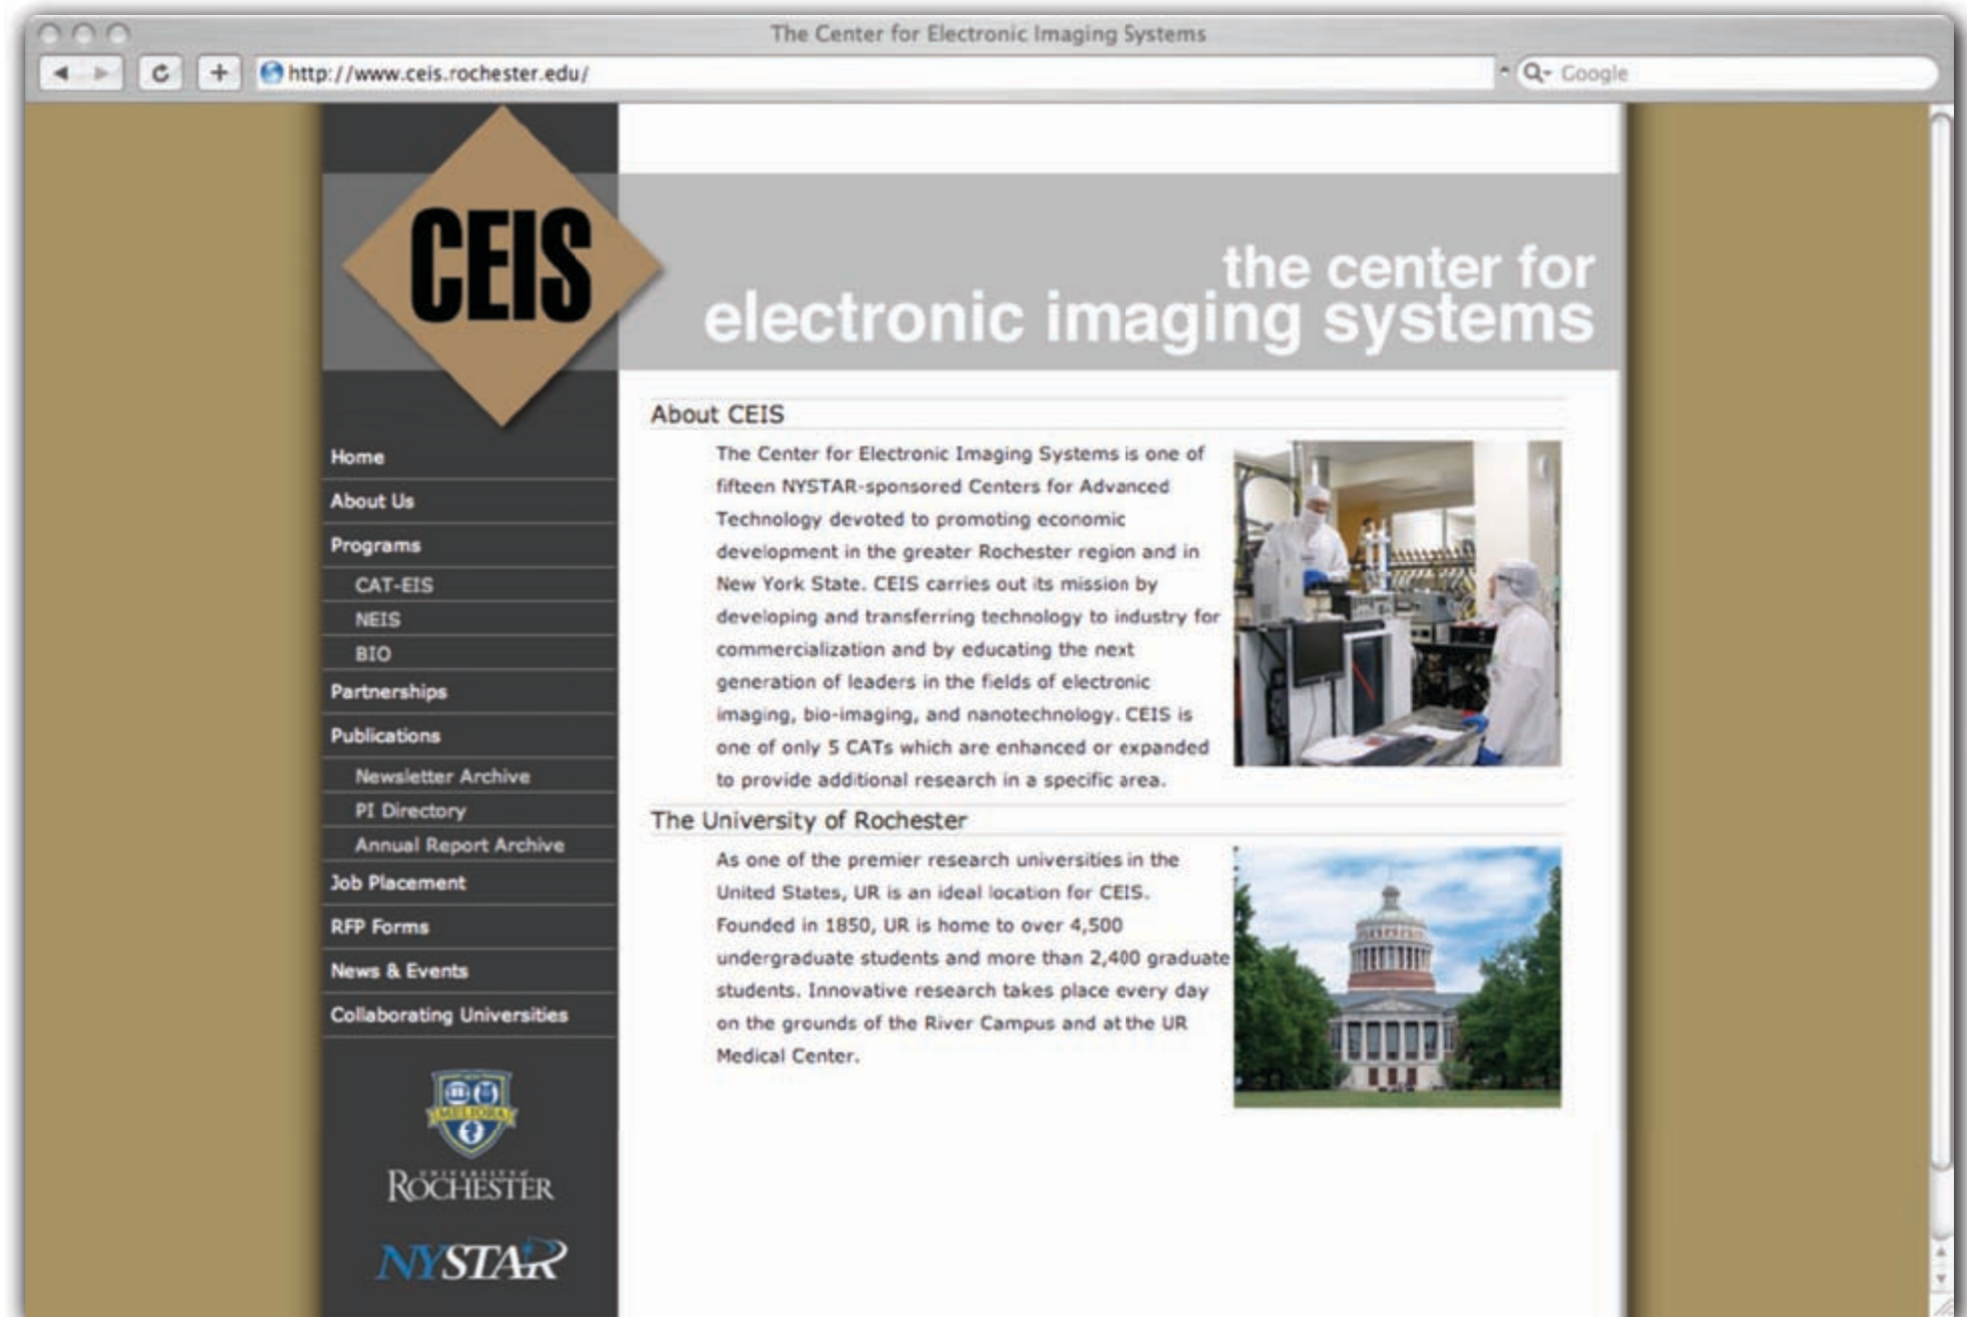 The Center for Electronic Imaging Systems
http://www.ceis.rochester.edu/
Google
CEIS
the center for
electronic imaging systems
Home
About Us
Programs
CAT-EIS
NEIS
BIO
Partnerships
Publications
Newsletter Archive
PI Directory
Annual Report Archive
Job Placement
RFP Forms
News & Events
Collaborating Universities
MELIORA
UNIVERSITY of
ROCHESTER
NYSTAR
About CEIS
The Center for Electronic Imaging Systems is one of
fifteen NYSTAR-sponsored Centers for Advanced
Technology devoted to promoting economic
development in the greater Rochester region and in
New York State. CEIS carries out its mission by
developing and transferring technology to industry for
commercialization and by educating the next
generation of leaders in the fields of electronic
imaging, bio-imaging, and nanotechnology. CEIS is
one of only 5 CATs which are enhanced or expanded
to provide additional research in a specific area.
The University of Rochester
As one of the premier research universities in the
United States, UR is an ideal location for CEIS.
Founded in 1850, UR is home to over 4,500
undergraduate students and more than 2,400 graduate
students. Innovative research takes place every day
on the grounds of the River Campus and at the UR
Medical Center.